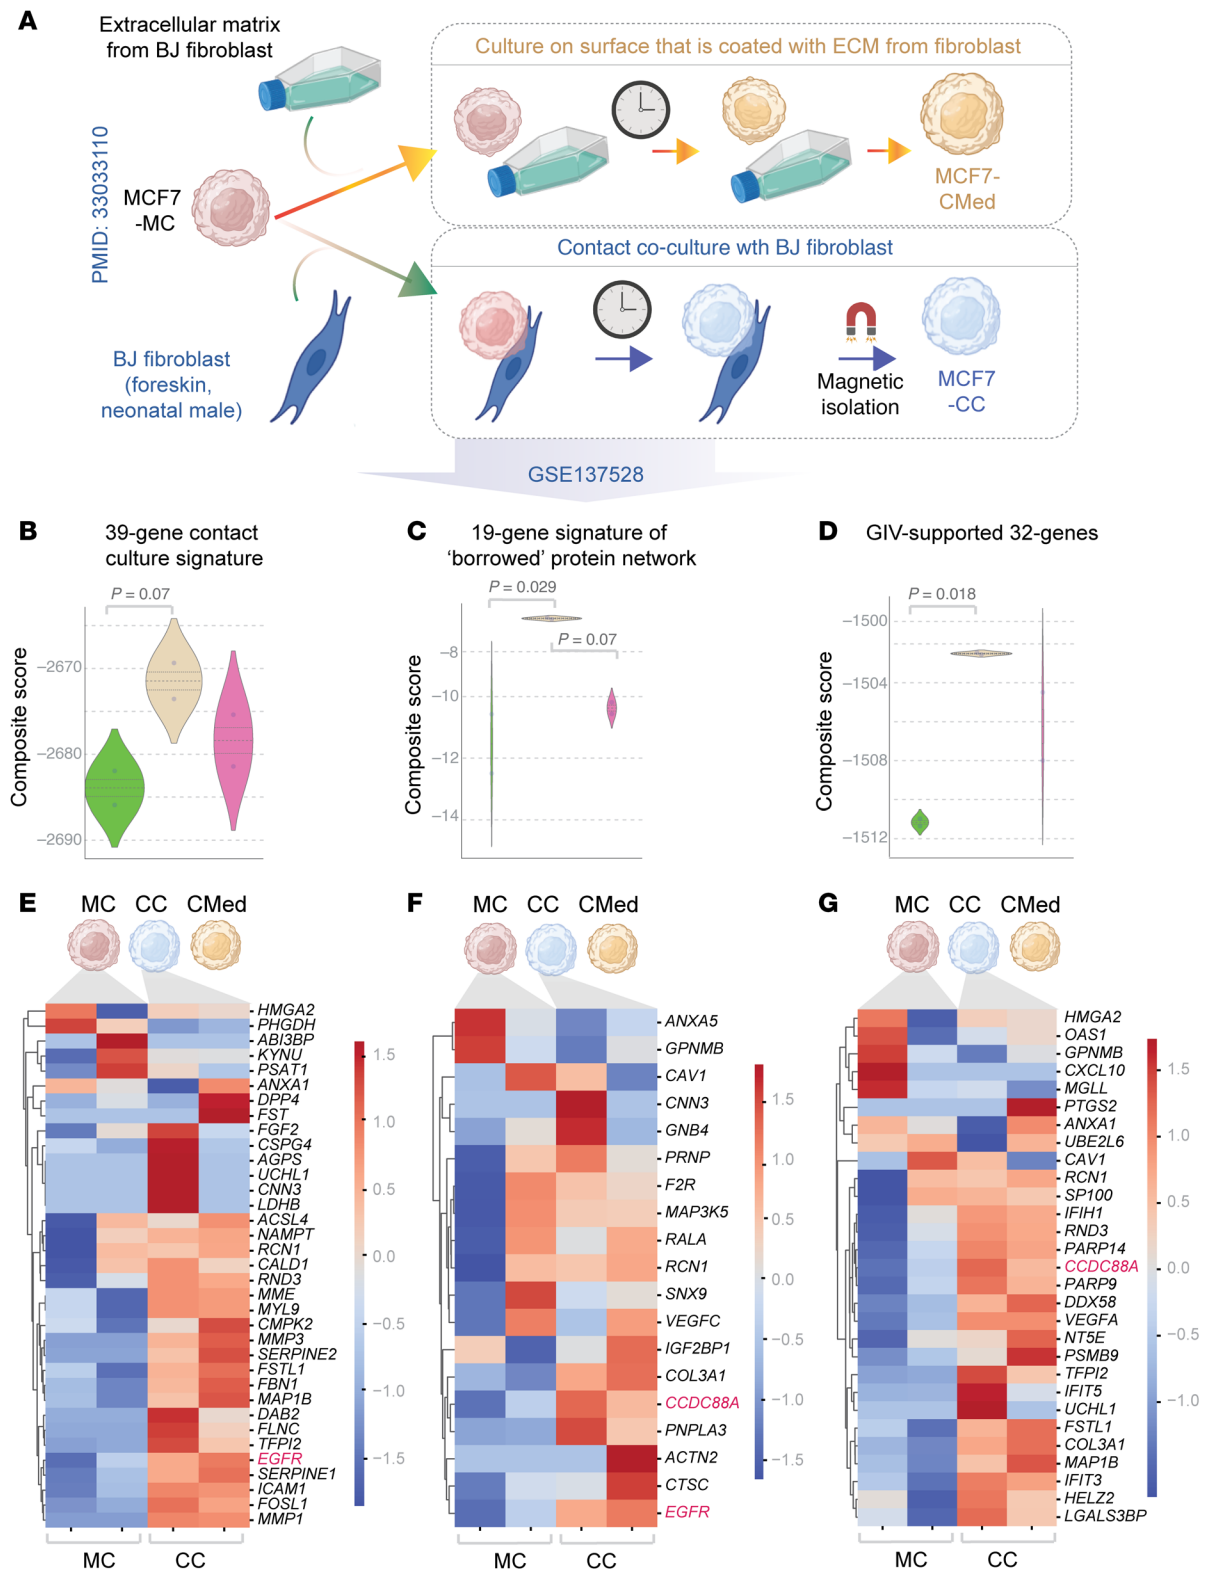 A
Extracellular matrix
from BJ fibroblast
Culture on surface that is coated with ECM from fibroblast
PMID: 33033110
MCF7
-MC
MCF7-
CMed
Contact co-culture wth BJ fibroblast
BJ fibroblast
(foreskin,
neonatal male)
Magnetic
isolation
MCF7
-CC
GSE137528
B
39-gene contact
culture signature
P = 0.07
Composite score
−2670
−2680
−2690
C
19-gene signature of
‘borrowed’ protein network
P = 0.029
P = 0.07
Composite score
−8
−10
−12
−14
D
GIV-supported 32-genes
P = 0.018
Composite score
−1500
−1504
−1508
−1512
E
MC CC CMed
HMGA2
PHGDH
ABI3BP
KYNU
PSAT1
ANXA1
DPP4
FST
FGF2
CSPG4
AGPS
UCHL1
CNN3
LDHB
ACSL4
NAMPT
RCN1
CALD1
RND3
MME
MYL9
CMPK2
MMP3
SERPINE2
FSTL1
FBN1
MAP1B
DAB2
FLNC
TFPI2
EGFR
SERPINE1
ICAM1
FOSL1
MMP1
1.5
1.0
0.5
0.0
−0.5
−1.0
−1.5
MC CC
F
MC CC CMed
ANXA5
GPNMB
CAV1
CNN3
GNB4
PRNP
F2R
MAP3K5
RALA
RCN1
SNX9
VEGFC
IGF2BP1
COL3A1
CCDC88A
PNPLA3
ACTN2
CTSC
EGFR
1.5
1.0
0.5
0.0
−0.5
−1.0
−1.5
MC CC
G
MC CC CMed
HMGA2
OAS1
GPNMB
CXCL10
MGLL
PTGS2
ANXA1
UBE2L6
CAV1
RCN1
SP100
IFIH1
RND3
PARP14
CCDC88A
PARP9
DDX58
VEGFA
NT5E
PSMB9
TFPI2
IFIT5
UCHL1
FSTL1
COL3A1
MAP1B
IFIT3
HELZ2
LGALS3BP
1.5
1.0
0.5
0.0
−0.5
−1.0
MC CC